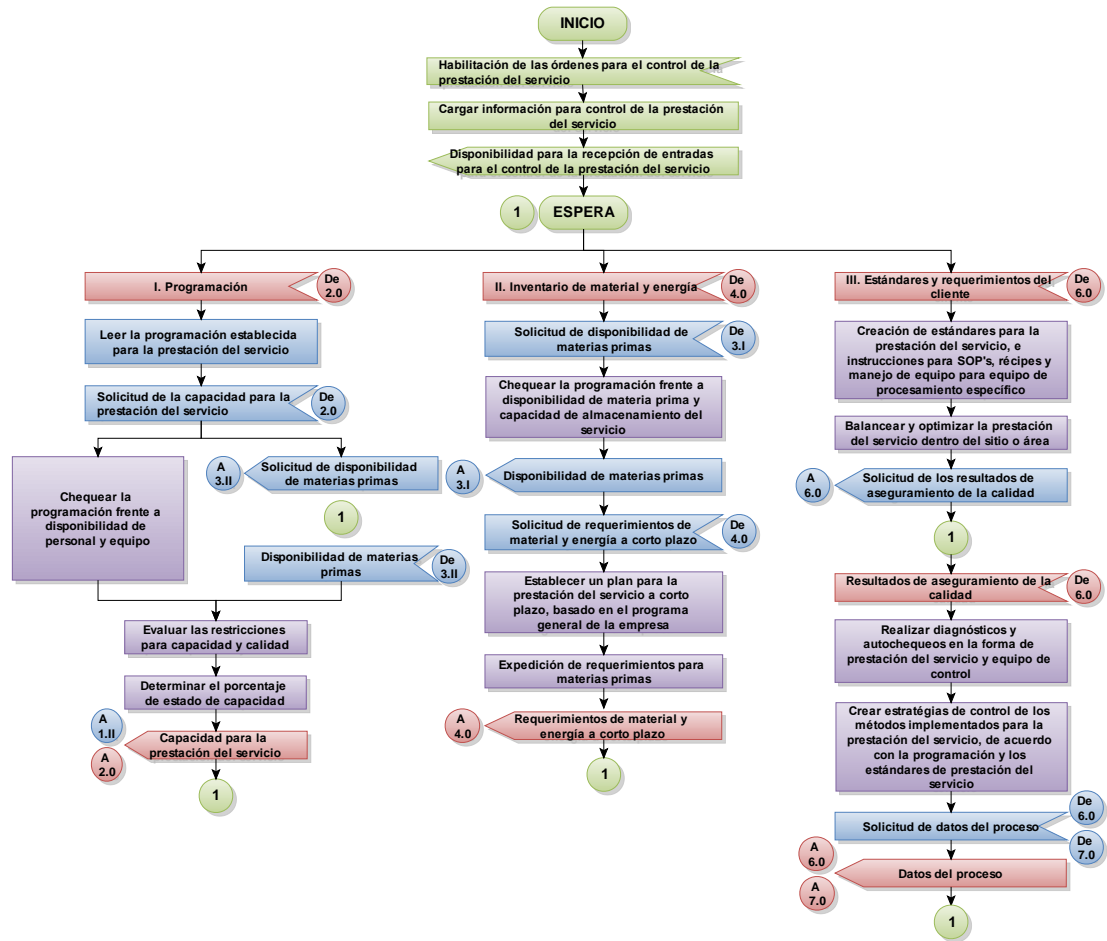 INICIO
Habilitación de las órdenes para el control de la
prestación del servicio
Cargar información para control de la prestación
del servicio
Disponibilidad para la recepción de entradas
para el control de la prestación del servicio
1
ESPERA
I. Programación
De
2.0
Leer la programación establecida
para la prestación del servicio
Solicitud de la capacidad para la
prestación del servicio
De
2.0
Chequear la
programación frente a
disponibilidad de
personal y equipo
A
3.II
Solicitud de disponibilidad
de materias primas
1
Disponibilidad de materias
primas
De
3.II
Evaluar las restricciones
para capacidad y calidad
Determinar el porcentaje
de estado de capacidad
A
1.II
A
2.0
Capacidad para la
prestación del servicio
1
II. Inventario de material y energía
De
4.0
Solicitud de disponibilidad de
materias primas
De
3.I
Chequear la programación frente a
disponibilidad de materia prima y
capacidad de almacenamiento del
servicio
A
3.I
Disponibilidad de materias primas
Solicitud de requerimientos de
material y energía a corto plazo
De
4.0
Establecer un plan para la
prestación del servicio a corto
plazo, basado en el programa
general de la empresa
Expedición de requerimientos para
materias primas
A
4.0
Requerimientos de material y
energía a corto plazo
1
III. Estándares y requerimientos del
cliente
De
6.0
Creación de estándares para la
prestación del servicio, e
instrucciones para SOP's, récipes y
manejo de equipo para equipo de
procesamiento específico
Balancear y optimizar la prestación
del servicio dentro del sitio o área
A
6.0
Solicitud de los resultados de
aseguramiento de la calidad
1
Resultados de aseguramiento de la
calidad
De
6.0
Realizar diagnósticos y
autochequeos en la forma de
prestación del servicio y equipo de
control
Crear estratégias de control de los
métodos implementados para la
prestación del servicio, de acuerdo
con la programación y los
estándares de prestación del
servicio
Solicitud de datos del proceso
De
6.0
De
7.0
A
6.0
A
7.0
Datos del proceso
1